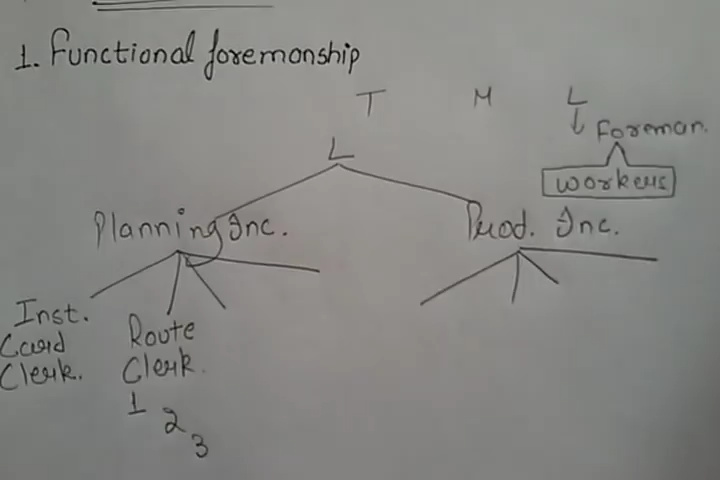 1. Functional foremonship
T M L
Foreman.
L
workers
Planning Inc.
Prod. Inc.
Inst.
Card
Clerk.
Route
Clerk.
1
2
3